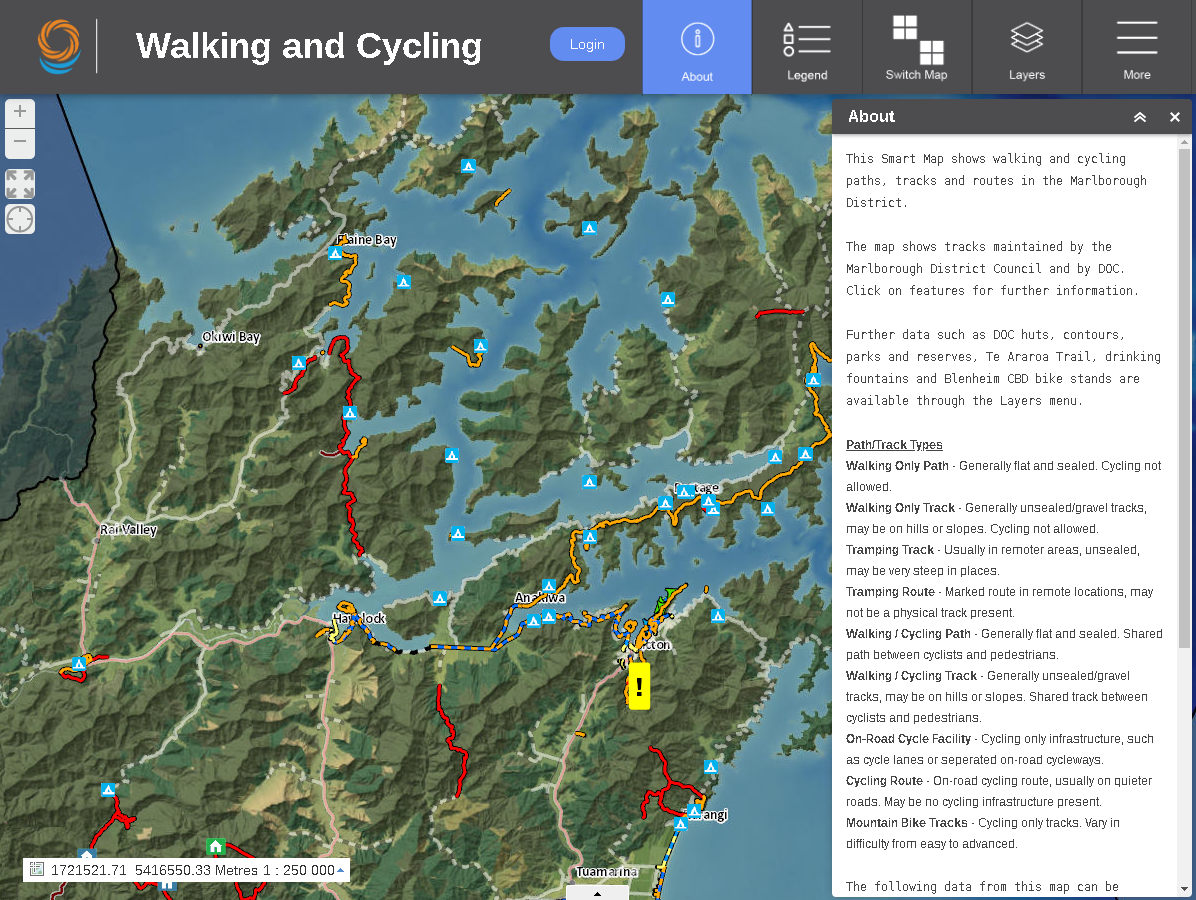 Walking and Cycling
Login
About
Legend
Switch Map
Layers
More
+
−
About
This Smart Map shows walking and cycling
paths, tracks and routes in the Marlborough
District.
The map shows tracks maintained by the
Marlborough District Council and by DOC.
Click on features for further information.
Further data such as DOC huts, contours,
parks and reserves, Te Araroa Trail, drinking
fountains and Blenheim CBD bike stands are
available through the Layers menu.
Path/Track Types
Walking Only Path - Generally flat and sealed. Cycling not
allowed.
Walking Only Track - Generally unsealed/gravel tracks,
may be on hills or slopes. Cycling not allowed.
Tramping Track - Usually in remoter areas, unsealed,
may be very steep in places.
Tramping Route - Marked route in remote locations, may
not be a physical track present.
Walking / Cycling Path - Generally flat and sealed. Shared
path between cyclists and pedestrians.
Walking / Cycling Track - Generally unsealed/gravel
tracks, may be on hills or slopes. Shared track between
cyclists and pedestrians.
On-Road Cycle Facility - Cycling only infrastructure, such
as cycle lanes or seperated on-road cycleways.
Cycling Route - On-road cycling route, usually on quieter
roads. May be no cycling infrastructure present.
Mountain Bike Tracks - Cycling only tracks. Vary in
difficulty from easy to advanced.
The following data from this map can be
Elaine Bay
Okiwi Bay
Rai Valley
!
Tuamarina
1721521.71 5416550.33 Metres 1 : 250 000